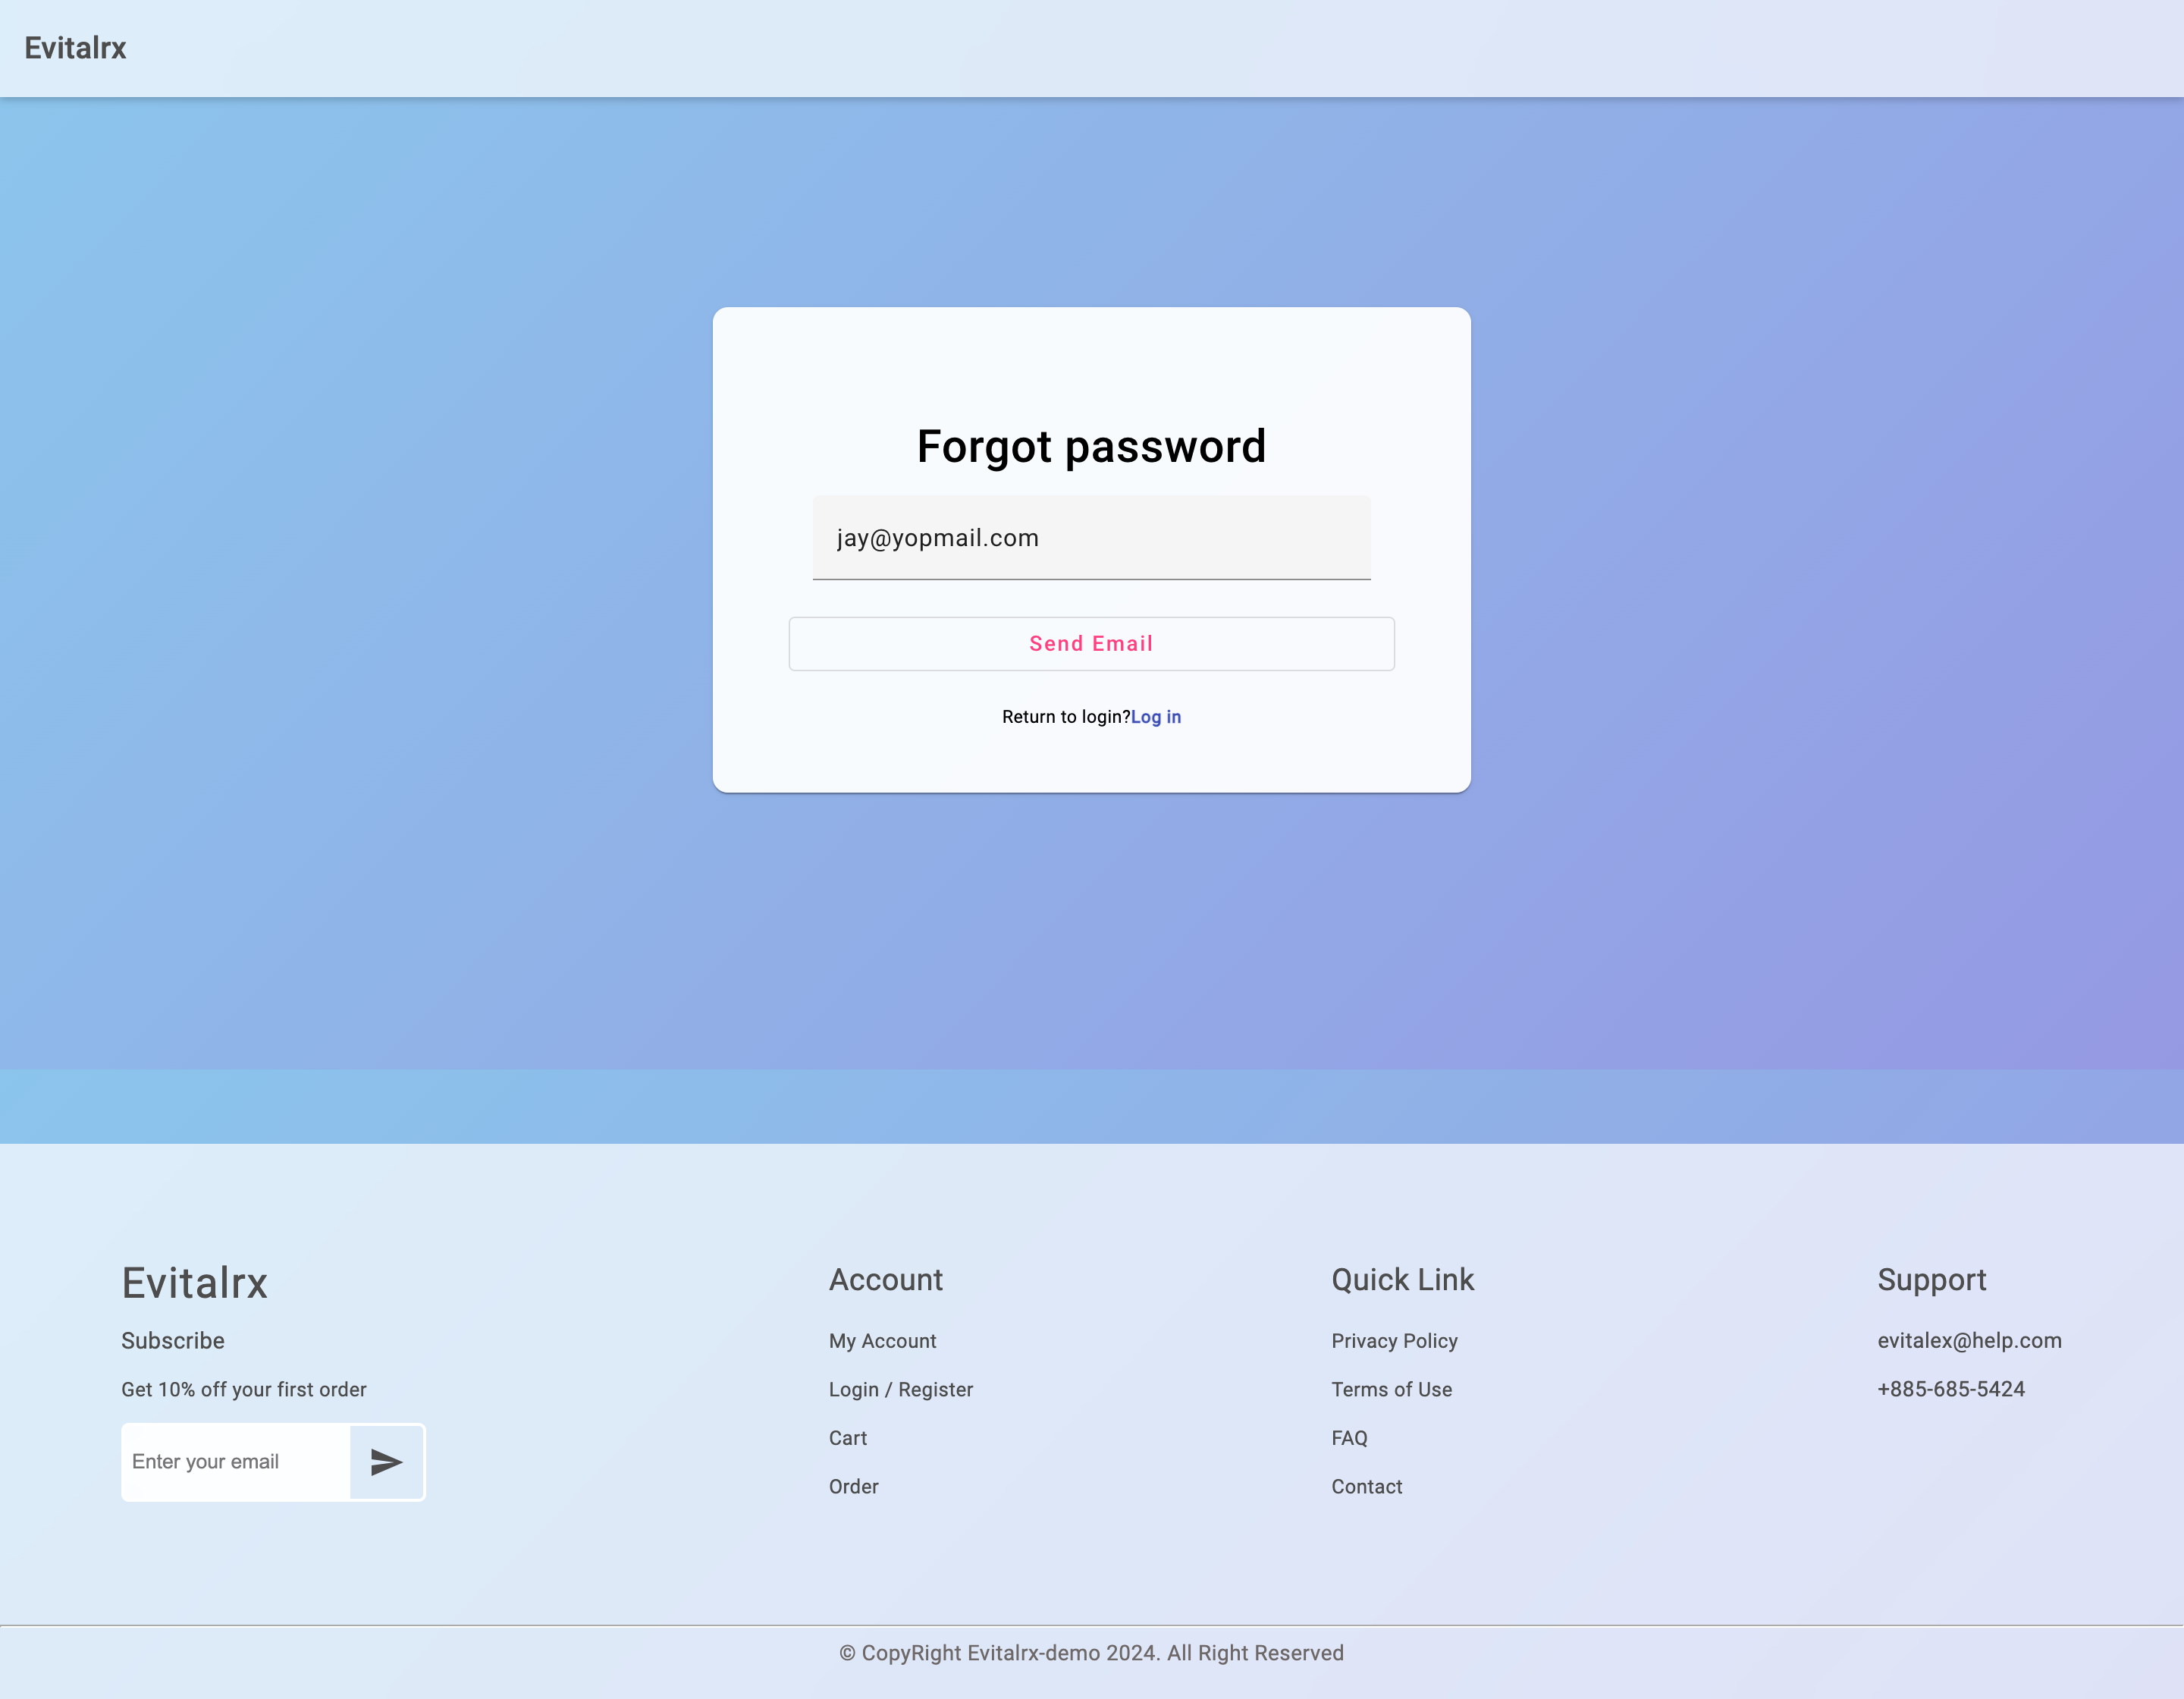 Evitalrx
Forgot password
jay@yopmail.com
Send Email
Return to login?Log in
Evitalrx
Subscribe
Get 10% off your first order
Enter your email
Account
My Account
Login / Register
Cart
Order
Quick Link
Privacy Policy
Terms of Use
FAQ
Contact
Support
evitalex@help.com
+885-685-5424
© CopyRight Evitalrx-demo 2024. All Right Reserved